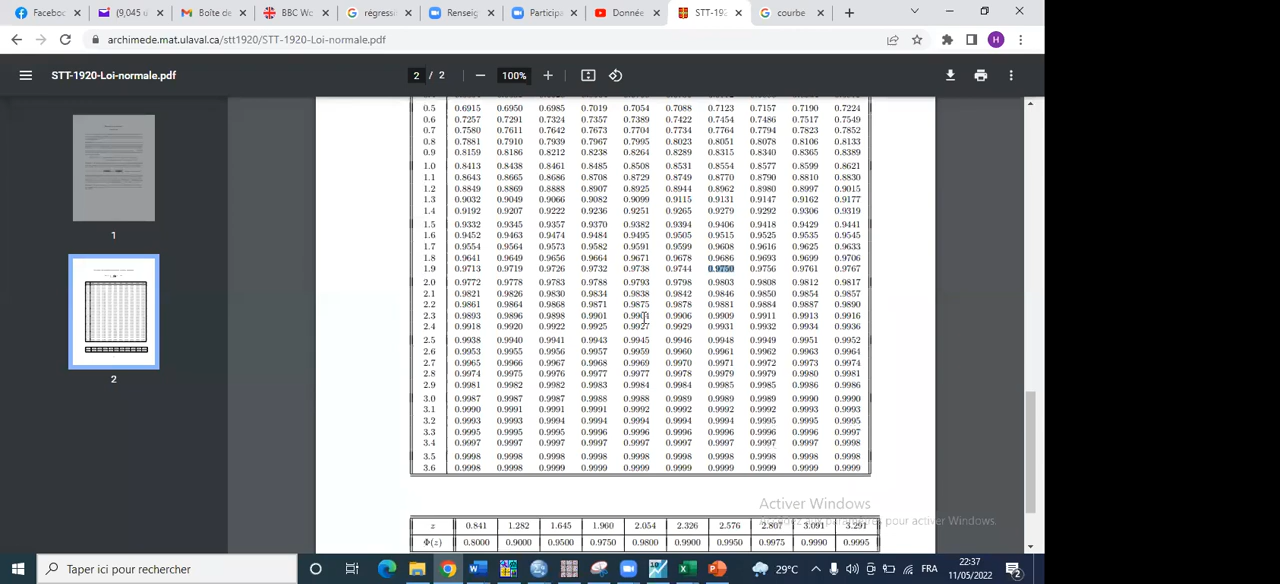 Faceboo
(9,045 u
Boîte de
BBC Wo
régressi
Renseig
Participa
Donnée
STT-192
courbe
archimede.mat.ulaval.ca/stt1920/STT-1920-Loi-normale.pdf
H
STT-1920-Loi-normale.pdf
2 / 2
100%
1
2
0.5 0.6915 0.6950 0.6985 0.7019 0.7054 0.7088 0.7123 0.7157 0.7190 0.7224
0.6 0.7257 0.7291 0.7324 0.7357 0.7389 0.7422 0.7454 0.7486 0.7517 0.7549
0.7 0.7580 0.7611 0.7642 0.7673 0.7704 0.7734 0.7764 0.7794 0.7823 0.7852
0.8 0.7881 0.7910 0.7939 0.7967 0.7995 0.8023 0.8051 0.8078 0.8106 0.8133
0.9 0.8159 0.8186 0.8212 0.8238 0.8264 0.8289 0.8315 0.8340 0.8365 0.8389
1.0 0.8413 0.8438 0.8461 0.8485 0.8508 0.8531 0.8554 0.8577 0.8599 0.8621
1.1 0.8643 0.8665 0.8686 0.8708 0.8729 0.8749 0.8770 0.8790 0.8810 0.8830
1.2 0.8849 0.8869 0.8888 0.8907 0.8925 0.8944 0.8962 0.8980 0.8997 0.9015
1.3 0.9032 0.9049 0.9066 0.9082 0.9099 0.9115 0.9131 0.9147 0.9162 0.9177
1.4 0.9192 0.9207 0.9222 0.9236 0.9251 0.9265 0.9279 0.9292 0.9306 0.9319
1.5 0.9332 0.9345 0.9357 0.9370 0.9382 0.9394 0.9406 0.9418 0.9429 0.9441
1.6 0.9452 0.9463 0.9474 0.9484 0.9495 0.9505 0.9515 0.9525 0.9535 0.9545
1.7 0.9554 0.9564 0.9573 0.9582 0.9591 0.9599 0.9608 0.9616 0.9625 0.9633
1.8 0.9641 0.9649 0.9656 0.9664 0.9671 0.9678 0.9686 0.9693 0.9699 0.9706
1.9 0.9713 0.9719 0.9726 0.9732 0.9738 0.9744 0.9750 0.9756 0.9761 0.9767
2.0 0.9772 0.9778 0.9783 0.9788 0.9793 0.9798 0.9803 0.9808 0.9812 0.9817
2.1 0.9821 0.9826 0.9830 0.9834 0.9838 0.9842 0.9846 0.9850 0.9854 0.9857
2.2 0.9861 0.9864 0.9868 0.9871 0.9875 0.9878 0.9881 0.9884 0.9887 0.9890
2.3 0.9893 0.9896 0.9898 0.9901 0.9904 0.9906 0.9909 0.9911 0.9913 0.9916
2.4 0.9918 0.9920 0.9922 0.9925 0.9927 0.9929 0.9931 0.9932 0.9934 0.9936
2.5 0.9938 0.9940 0.9941 0.9943 0.9945 0.9946 0.9948 0.9949 0.9951 0.9952
2.6 0.9953 0.9955 0.9956 0.9957 0.9959 0.9960 0.9961 0.9962 0.9963 0.9964
2.7 0.9965 0.9966 0.9967 0.9968 0.9969 0.9970 0.9971 0.9972 0.9973 0.9974
2.8 0.9974 0.9975 0.9976 0.9977 0.9977 0.9978 0.9979 0.9979 0.9980 0.9981
2.9 0.9981 0.9982 0.9982 0.9983 0.9984 0.9984 0.9985 0.9985 0.9986 0.9986
3.0 0.9987 0.9987 0.9987 0.9988 0.9988 0.9989 0.9989 0.9989 0.9990 0.9990
3.1 0.9990 0.9991 0.9991 0.9991 0.9992 0.9992 0.9992 0.9992 0.9993 0.9993
3.2 0.9993 0.9993 0.9994 0.9994 0.9994 0.9994 0.9994 0.9995 0.9995 0.9995
3.3 0.9995 0.9995 0.9995 0.9996 0.9996 0.9996 0.9996 0.9996 0.9996 0.9997
3.4 0.9997 0.9997 0.9997 0.9997 0.9997 0.9997 0.9997 0.9997 0.9997 0.9998
3.5 0.9998 0.9998 0.9998 0.9998 0.9998 0.9998 0.9998 0.9998 0.9998 0.9998
3.6 0.9998 0.9998 0.9999 0.9999 0.9999 0.9999 0.9999 0.9999 0.9999 0.9999
Activer Windows
pour activer Windows.
z 0.841 1.282 1.645 1.960 2.054 2.326 2.576 2.807 3.091 3.291
Φ(z) 0.8000 0.9000 0.9500 0.9750 0.9800 0.9900 0.9950 0.9975 0.9990 0.9995
Taper ici pour rechercher
29°C
FRA
22:37
11/05/2022
2